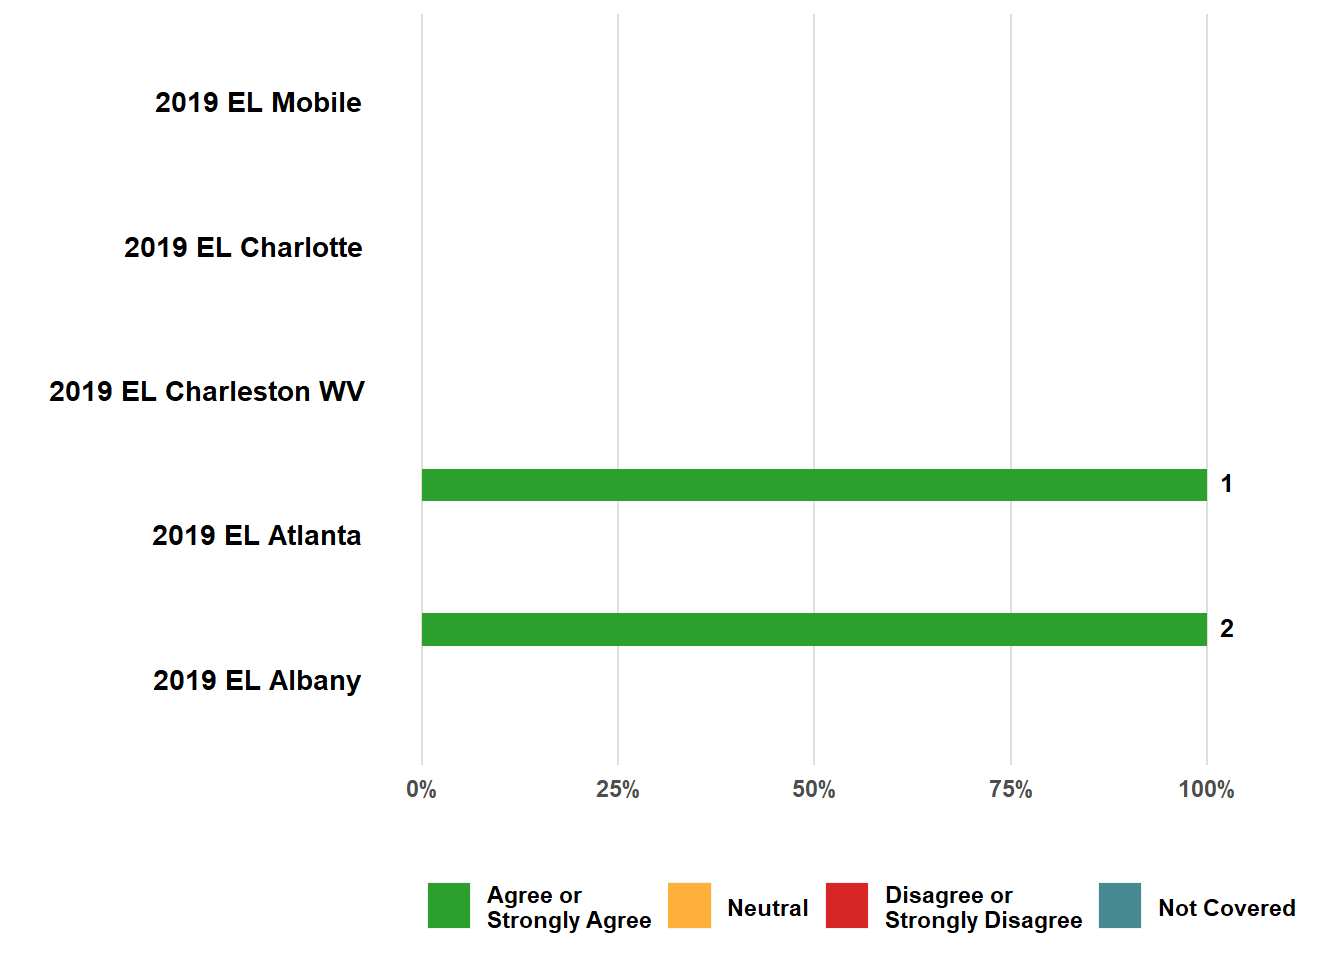 2019 EL Mobile
2019 EL Charlotte
2019 EL Charleston WV
1
2019 EL Atlanta
2
2019 EL Albany
0% 25% 50% 75% 100%
Agree or
Strongly Agree
Neutral
Disagree or
Strongly Disagree
Not Covered